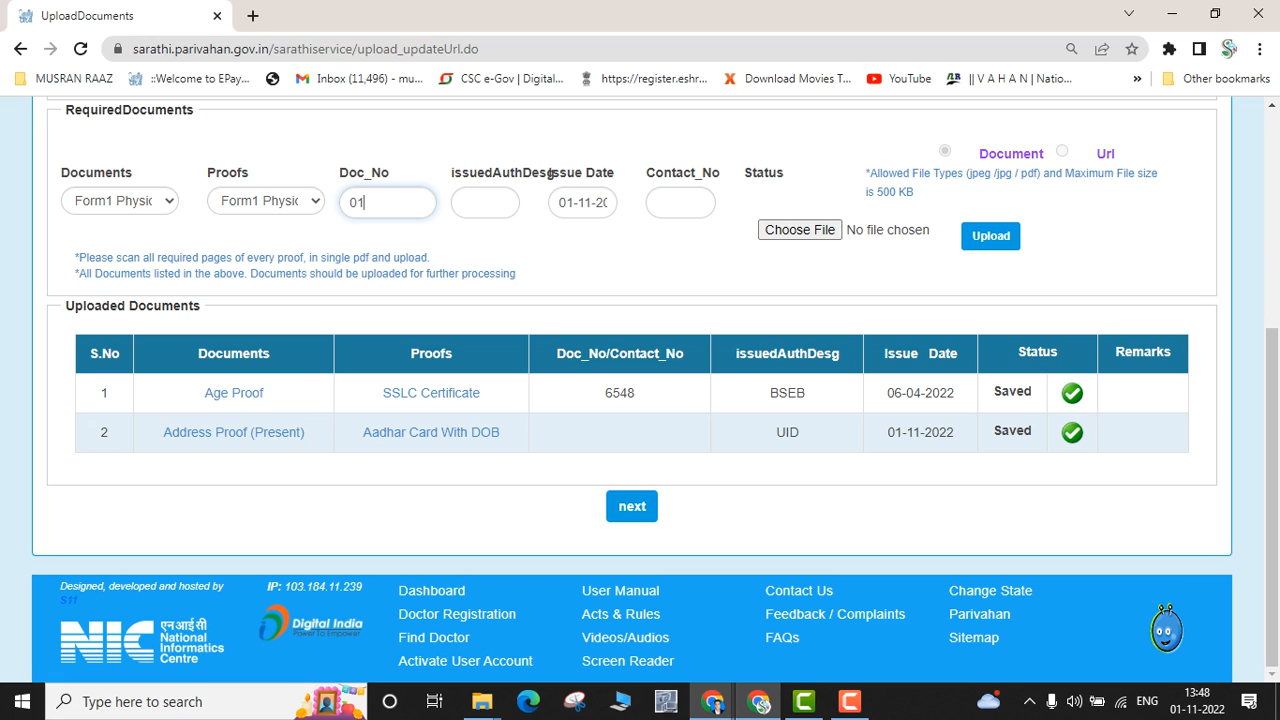 UploadDocuments
sarathi.parivahan.gov.in/sarathiservice/upload_updateUrl.do
MUSRAN RAAZ ::Welcome to EPay... Inbox (11,496) - mu... CSC e-Gov | Digital... https://register.eshr... Download Movies T... YouTube || V A H A N | Natio... » Other bookmarks
RequiredDocuments
Document Url
Documents Proofs Doc_No issuedAuthDesg Issue Date Contact_No Status
*Allowed File Types (jpeg /jpg / pdf) and Maximum File size
is 500 KB
Form1 Physic Form1 Physic 01 01-11-20
Choose File No file chosen Upload
*Please scan all required pages of every proof, in single pdf and upload.
*All Documents listed in the above. Documents should be uploaded for further processing
Uploaded Documents
S.No Documents Proofs Doc_No/Contact_No issuedAuthDesg Issue Date Status Remarks
1 Age Proof SSLC Certificate 6548 BSEB 06-04-2022 Saved
2 Address Proof (Present) Aadhar Card With DOB UID 01-11-2022 Saved
next
Designed, developed and hosted by
S11
IP: 103.184.11.239
NIC
एन आई सी
National
Informatics
Centre
Digital India
Power To Empower
Dashboard User Manual Contact Us Change State
Doctor Registration Acts & Rules Feedback / Complaints Parivahan
Find Doctor Videos/Audios FAQs Sitemap
Activate User Account Screen Reader
Type here to search
ENG
13:48
01-11-2022